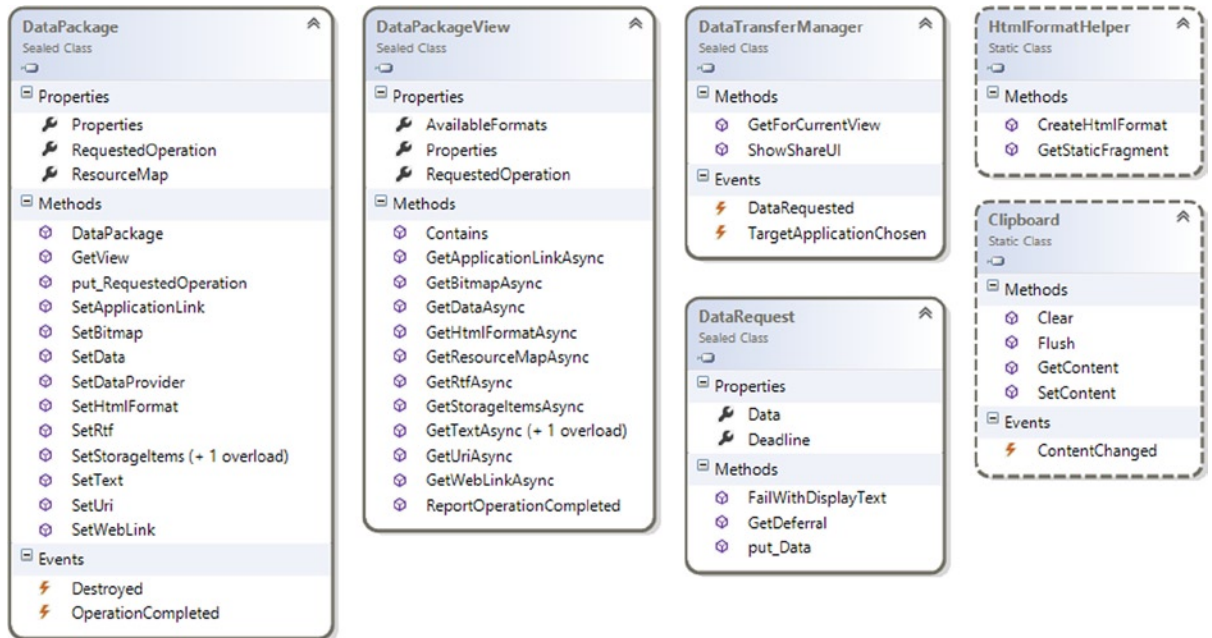 DataPackage
Sealed Class
Properties
Properties
RequestedOperation
ResourceMap
Methods
DataPackage
GetView
put_RequestedOperation
SetApplicationLink
SetBitmap
SetData
SetDataProvider
SetHtmlFormat
SetRtf
SetStorageItems (+ 1 overload)
SetText
SetUri
SetWebLink
Events
Destroyed
OperationCompleted
DataPackageView
Sealed Class
Properties
AvailableFormats
Properties
RequestedOperation
Methods
Contains
GetApplicationLinkAsync
GetBitmapAsync
GetDataAsync
GetHtmlFormatAsync
GetResourceMapAsync
GetRtfAsync
GetStorageItemsAsync
GetTextAsync (+ 1 overload)
GetUriAsync
GetWebLinkAsync
ReportOperationCompleted
DataTransferManager
Sealed Class
Methods
GetForCurrentView
ShowShareUI
Events
DataRequested
TargetApplicationChosen
DataRequest
Sealed Class
Properties
Data
Deadline
Methods
FailWithDisplayText
GetDeferral
put_Data
HtmlFormatHelper
Static Class
Methods
CreateHtmlFormat
GetStaticFragment
Clipboard
Static Class
Methods
Clear
Flush
GetContent
SetContent
Events
ContentChanged